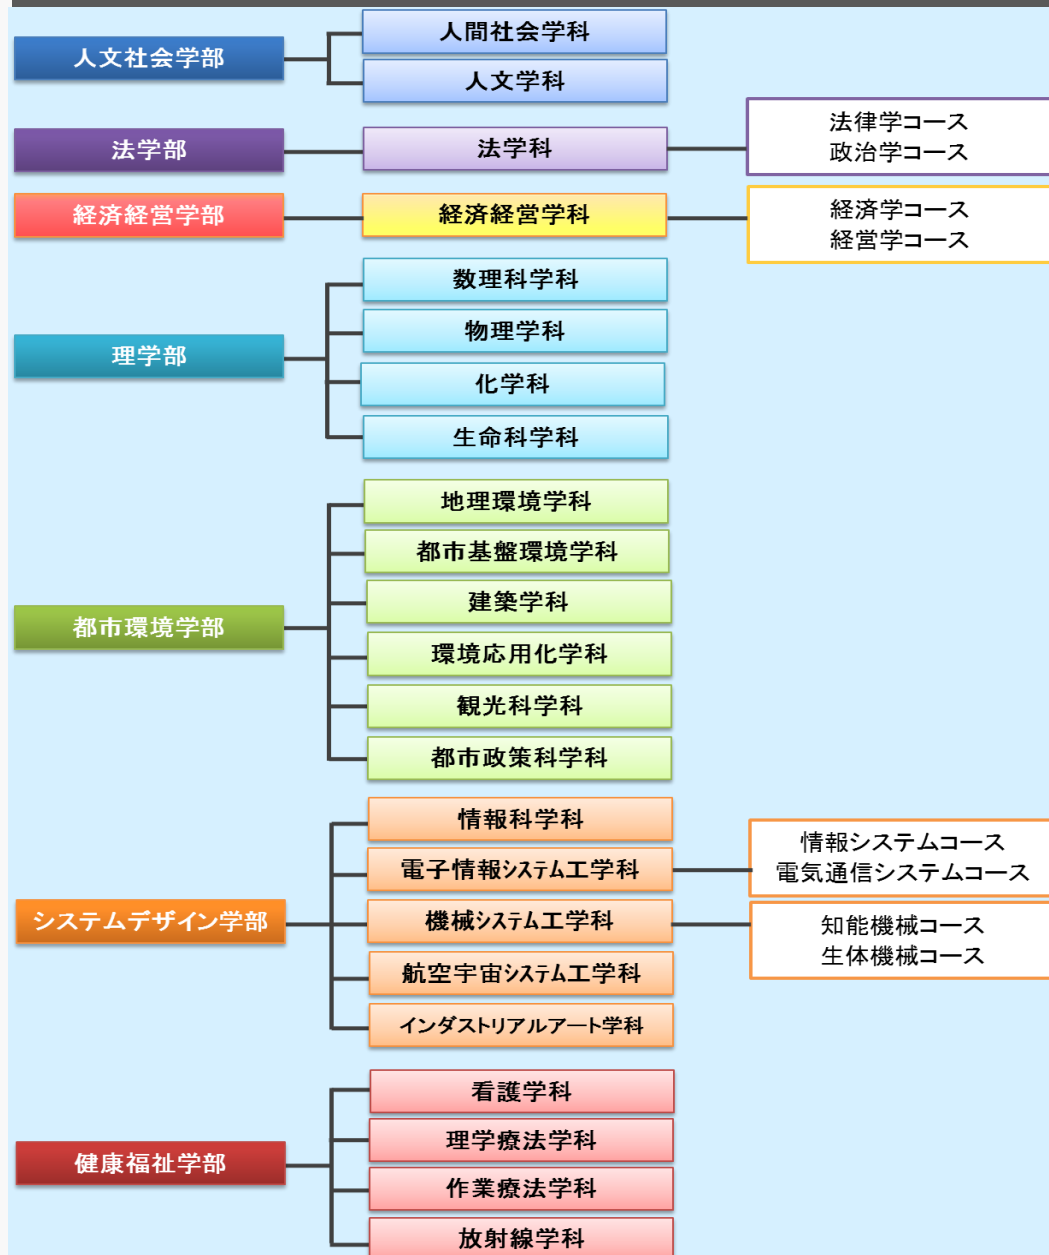 人文社会学部
人間社会学科
人文学科
法学部
法学科
法律学コース
政治学コース
経済経営学部
経済経営学科
経済学コース
経営学コース
理学部
数理科学科
物理学科
化学科
生命科学科
都市環境学部
地理環境学科
都市基盤環境学科
建築学科
環境応用化学科
観光科学科
都市政策科学科
システムデザイン学部
情報科学科
電子情報システム工学科
情報システムコース
電気通信システムコース
機械システム工学科
知能機械コース
生体機械コース
航空宇宙システム工学科
インダストリアルアート学科
健康福祉学部
看護学科
理学療法学科
作業療法学科
放射線学科